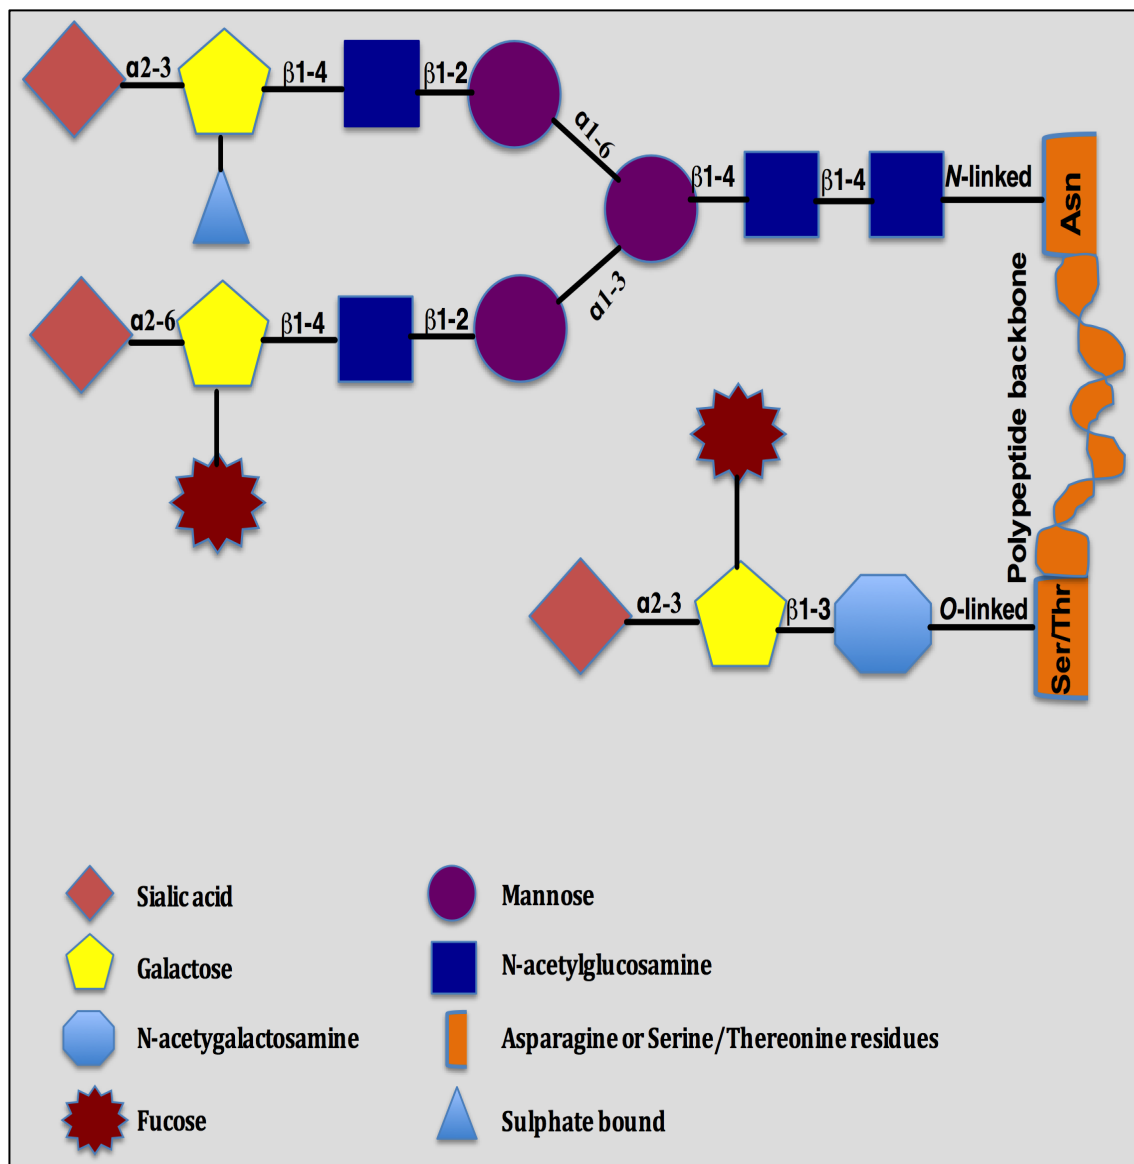 α2-3
β1-4
β1-2
α1-6
β1-4
β1-4
N-linked
Asn
α2-6
β1-4
β1-2
α1-3
Polypeptide backbone
α2-3
β1-3
O-linked
Ser/Thr
Sialic acid
Mannose
Galactose
N-acetylglucosamine
N-acetygalactosamine
Asparagine or Serine/Thereonine residues
Fucose
Sulphate bound